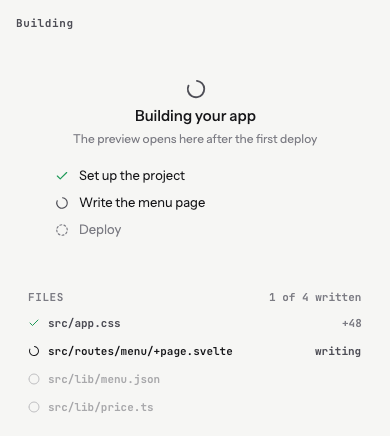 Building
Building your app
The preview opens here after the first deploy
Set up the project
Write the menu page
Deploy
FILES 1 of 4 written
src/app.css +48
src/routes/menu/+page.svelte writing
src/lib/menu.json
src/lib/price.ts